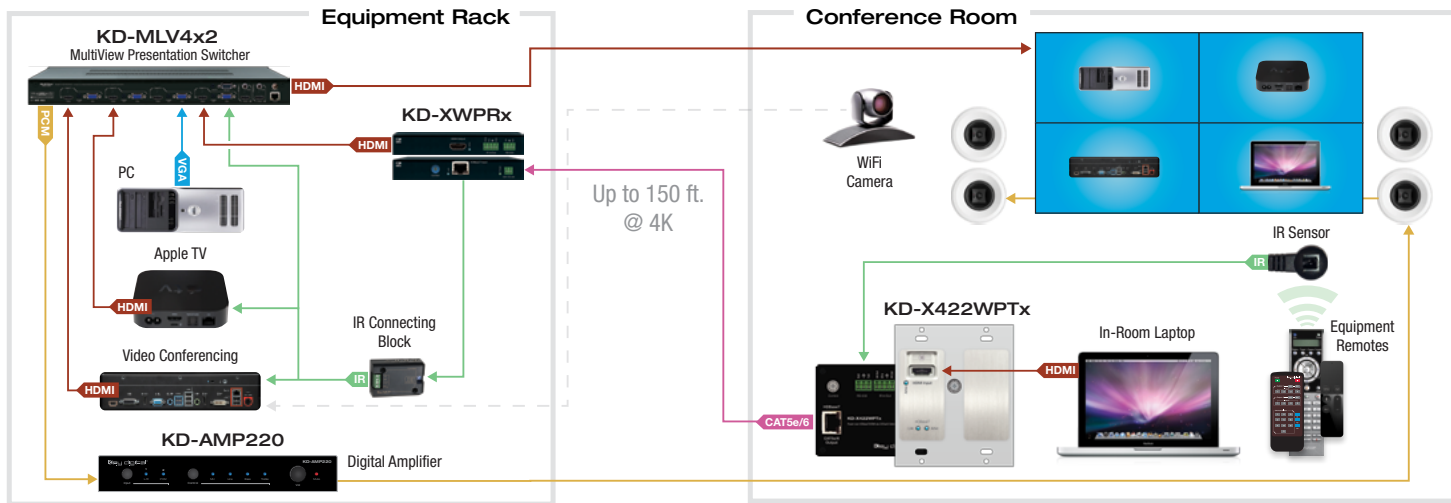 Equipment Rack
Conference Room
KD-MLV4x2
MultiView Presentation Switcher
HDMI
PCM
VGA
KD-XWPRx
HDMI
PC
Apple TV
HDMI
Video Conferencing
HDMI
IR Connecting
Block
IR
KD-AMP220
Digital Amplifier
KD-AMP220
Up to 150 ft.
@ 4K
WiFi
Camera
IR Sensor
IR
KD-X422WPTx
In-Room Laptop
Equipment
Remotes
HDMI
CAT5e/6